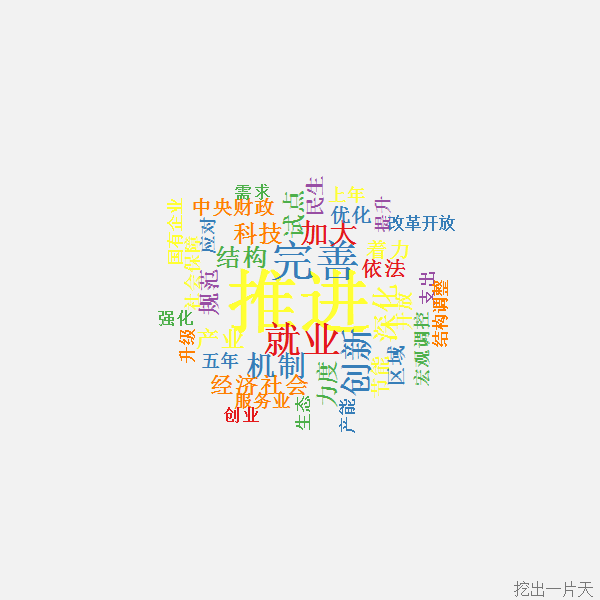 需求
民生
上年
国有企业
中央财政
试点
优化
提升
改革开放
应对
科技
加大
着力
社会保障
结构
完善
依法
规范
推进
深化
支出
结构调整
强化
升级
就业
创新
宏观调控
五年
机制
区域
节能
经济社会
力度
服务业
产能
生态
创业
挖出一片天